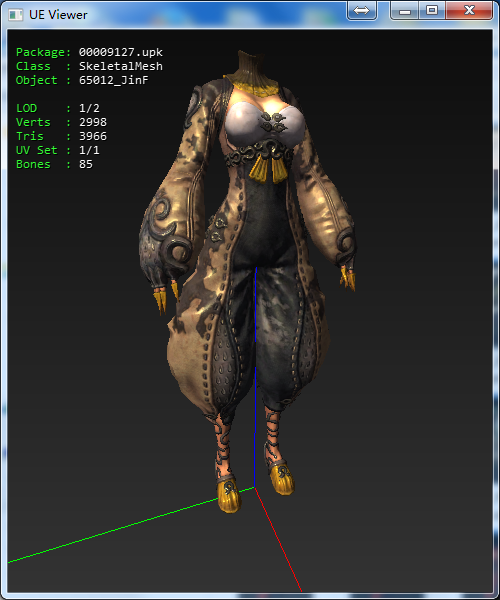 UE Viewer
Package: 00009127.upk
Class  : SkeletalMesh
Object : 65012_JinF
LOD    : 1/2
Verts  : 2998
Tris   : 3966
UV Set : 1/1
Bones  : 85